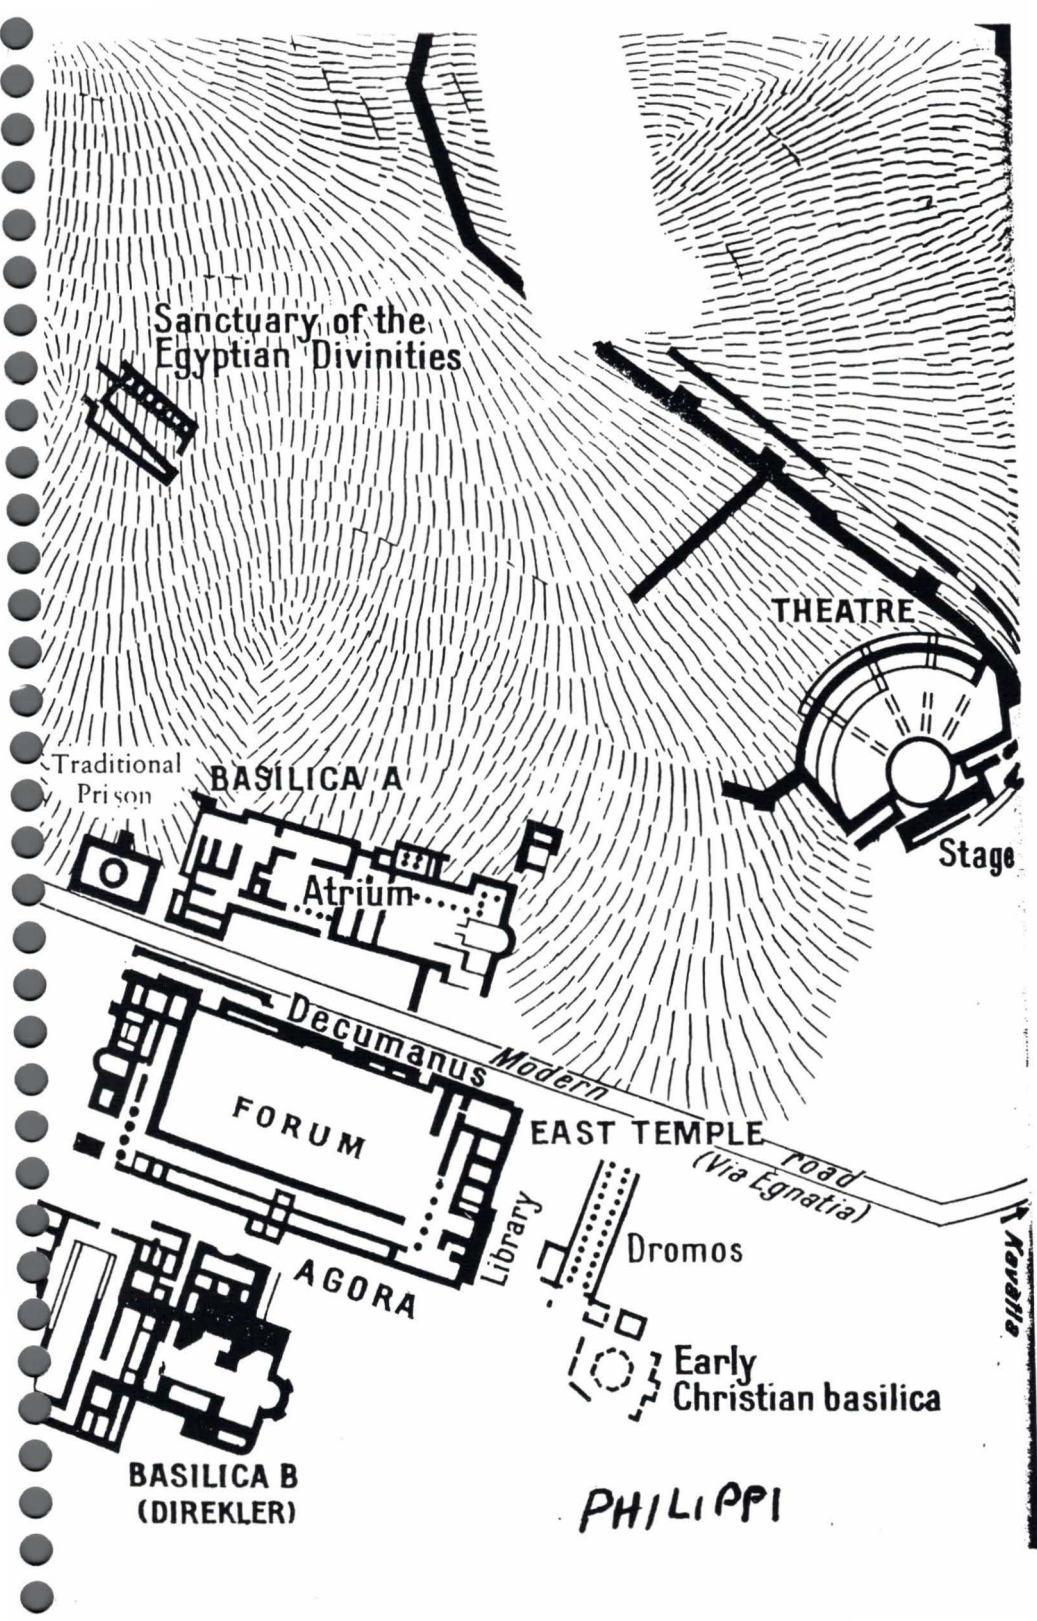 Sanctuary of the
Egyptian Divinities
THEATRE
Traditional
Prison
BASILICA A
Stage
Atrium
Decumanus
Modern
FORUM
EAST TEMPLE
road
(Via Egnatia)
Library
Dromos
AGORA
Kavalla
Early
Christian basilica
BASILICA B
(DIREKLER)
PHILIPPI